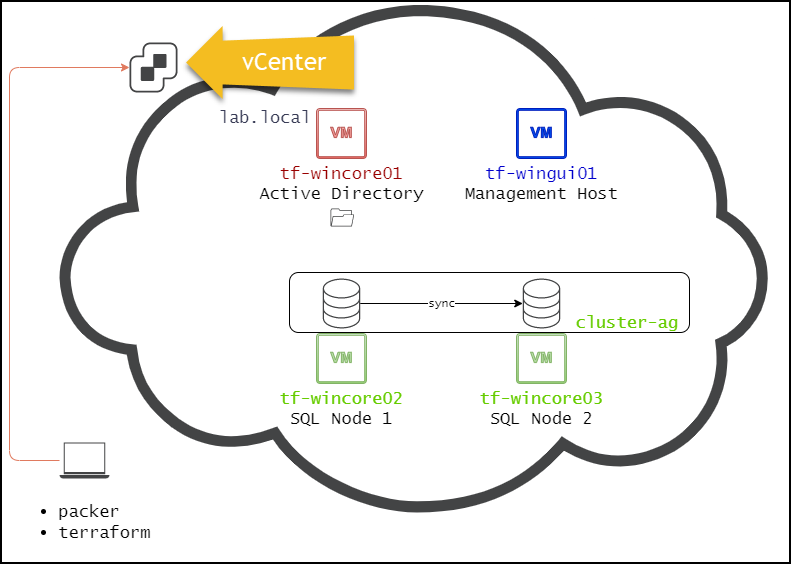 vCenter
lab.local
VM
VM
tf-wincore01
tf-wingui01
Active Directory
Management Host
sync
cluster-ag
VM
VM
tf-wincore02
tf-wincore03
SQL Node 1
SQL Node 2
• packer
• terraform